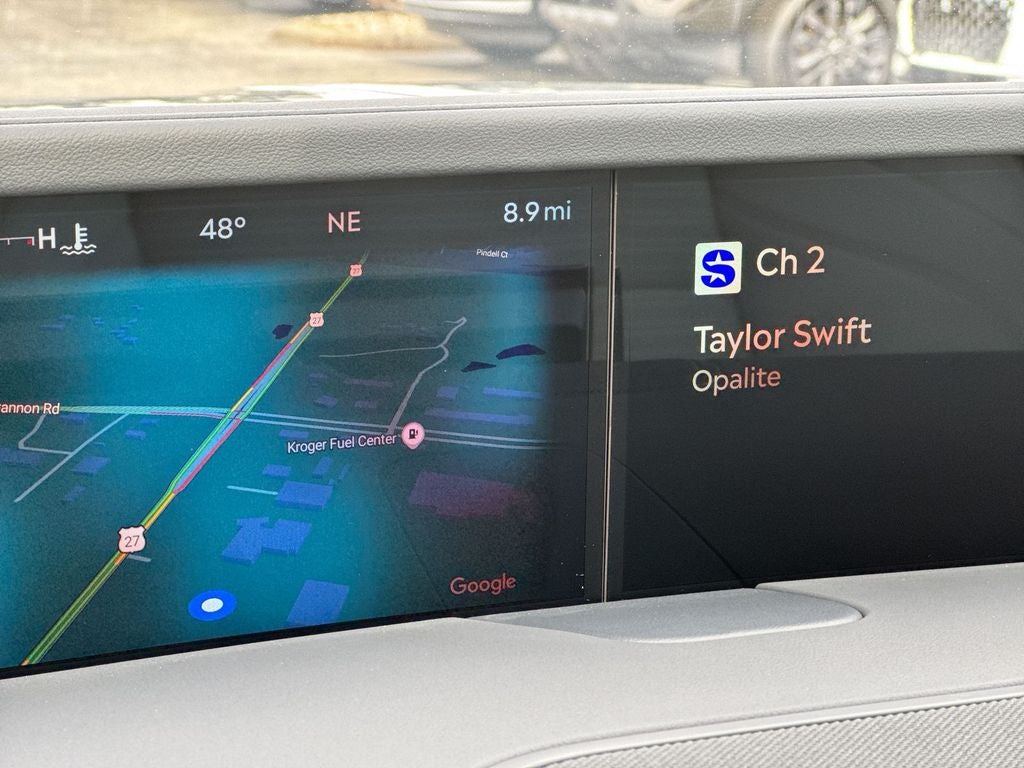 H
48°
NE
8.9 mi
Pindell Ct
27
27
annon Rd
Kroger Fuel Center
27
Google
S
Ch 2
Taylor Swift
Opalite